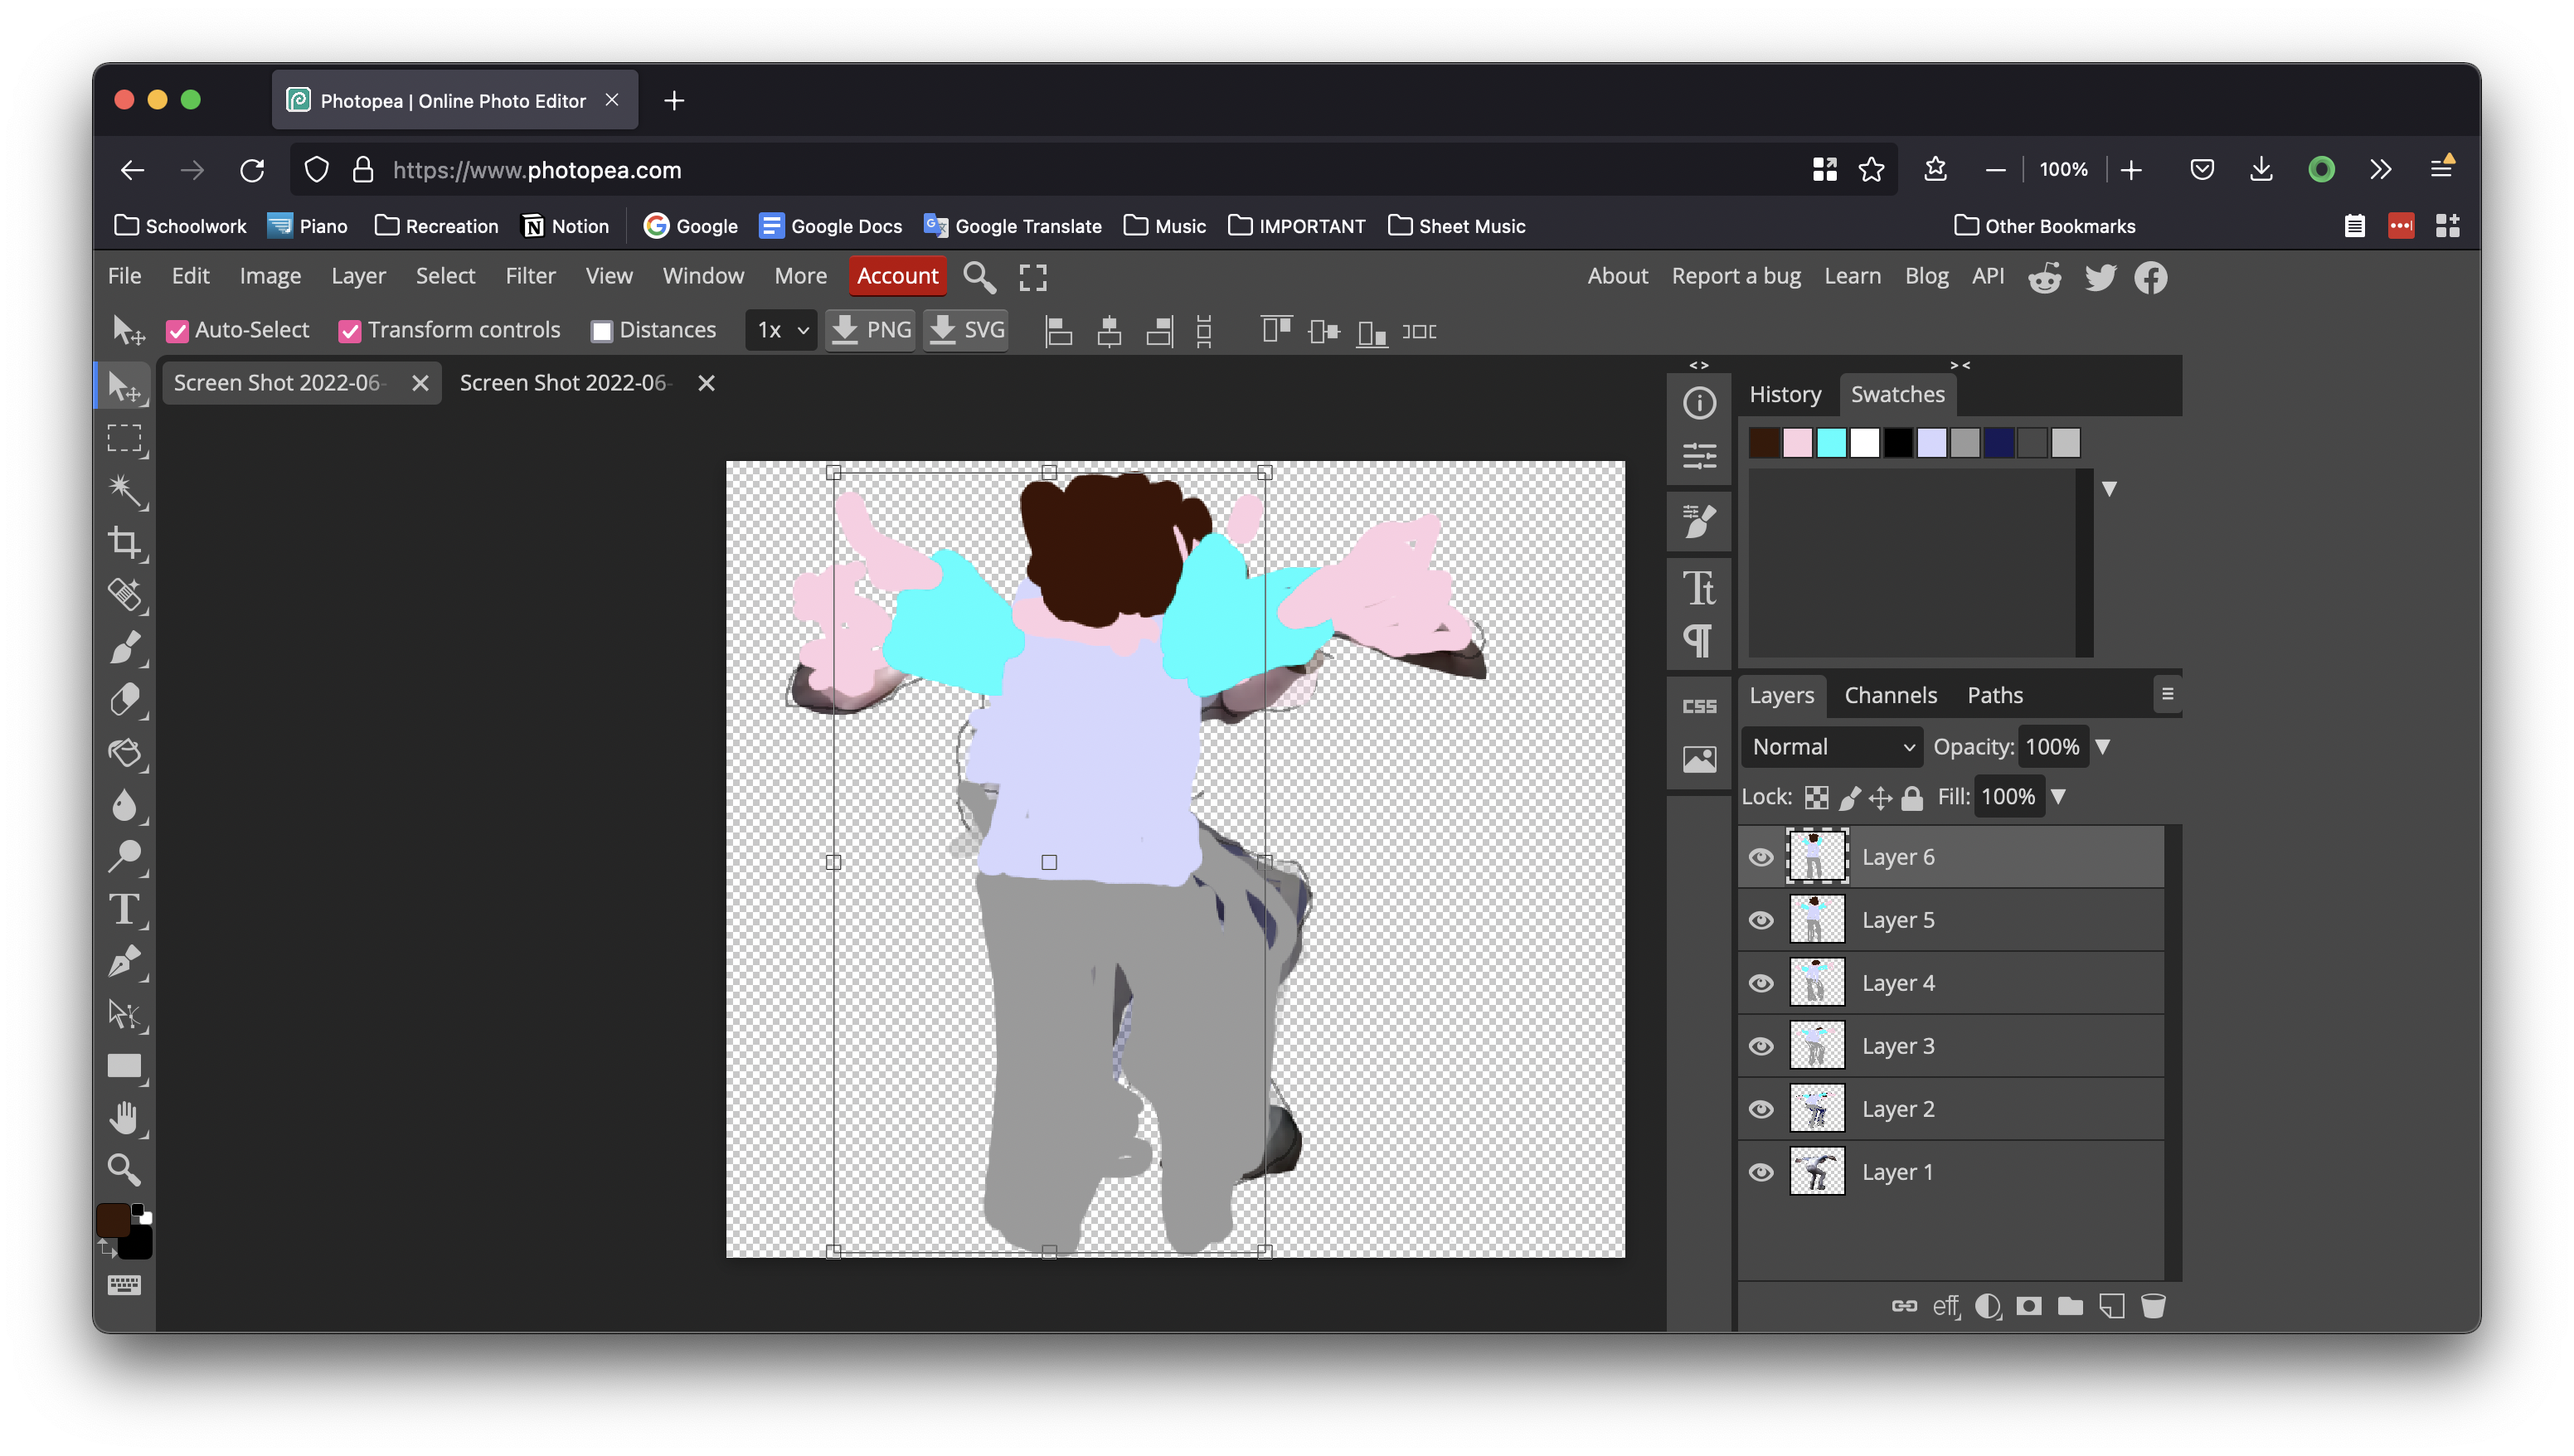 Photopea | Online Photo Editor
https://www.photopea.com
100%
Schoolwork Piano Recreation Notion Google Google Docs Google Translate Music IMPORTANT Sheet Music Other Bookmarks
File Edit Image Layer Select Filter View Window More Account About Report a bug Learn Blog API
Auto-Select Transform controls Distances 1x PNG SVG
Screen Shot 2022-06- Screen Shot 2022-06-
< > > <
History Swatches
Tt
CSS
Layers Channels Paths
Normal Opacity: 100%
Lock: Fill: 100%
Layer 6
Layer 5
Layer 4
Layer 3
Layer 2
Layer 1
T
eff